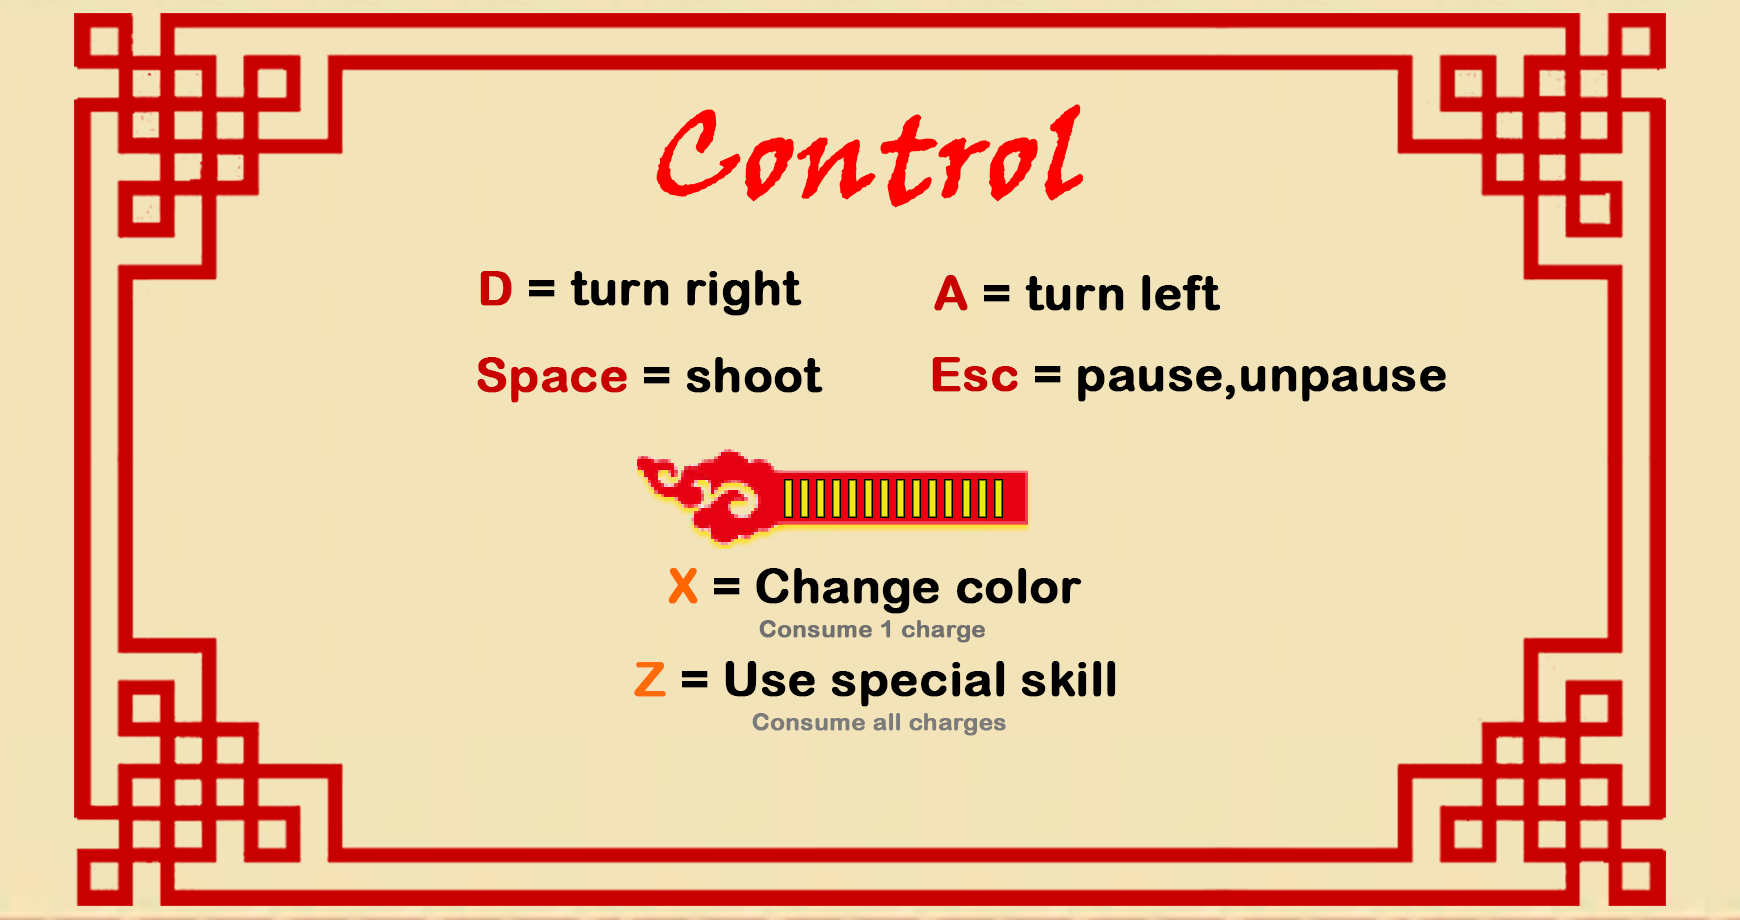 Control
D = turn right
A = turn left
Space = shoot
Esc = pause,unpause
X = Change color
Consume 1 charge
Z = Use special skill
Consume all charges